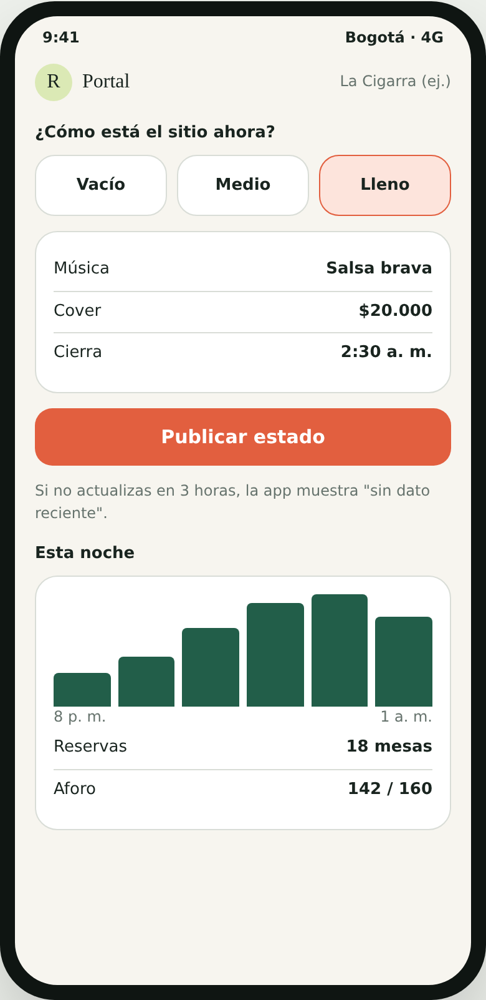 9:41 Bogotá · 4G
R Portal La Cigarra (ej.)
¿Cómo está el sitio ahora?
Vacío Medio Lleno
Música Salsa brava
Cover $20.000
Cierra 2:30 a. m.
Publicar estado
Si no actualizas en 3 horas, la app muestra "sin dato
reciente".
Esta noche
8 p. m. 1 a. m.
Reservas 18 mesas
Aforo 142 / 160